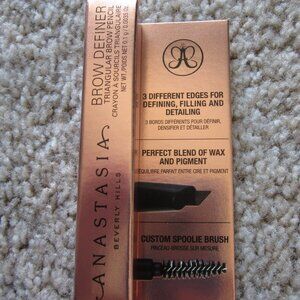 ANASTASIA
BEVERLY HILLS
BROW DEFINER
TRIANGULAR BROW PENCIL
CRAYON À SOURCILS TRIANGULAIRE
3 DIFFERENT EDGES FOR
DEFINING, FILLING AND
DETAILING
3 BORDS DIFFÉRENTS POUR DÉFINIR,
DENSIFIER ET DÉTAILLER
PERFECT BLEND OF WAX
AND PIGMENT
ÉQUILIBRE PARFAIT ENTRE CIRE ET PIGMENT
CUSTOM SPOOLIE BRUSH
PINCEAU-BROSSE SUR MESURE